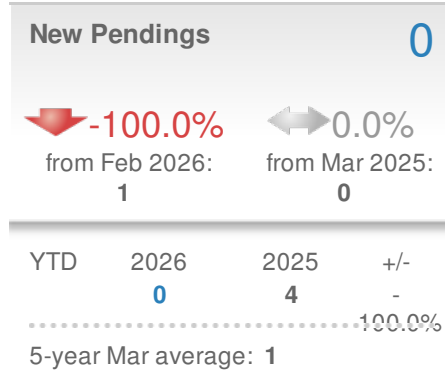 New Pendings 0
-100.0% 0.0%
from Feb 2026: from Mar 2025:
1 0
YTD 2026 2025 +/-
0 4 -
100.0%
5-year Mar average: 1